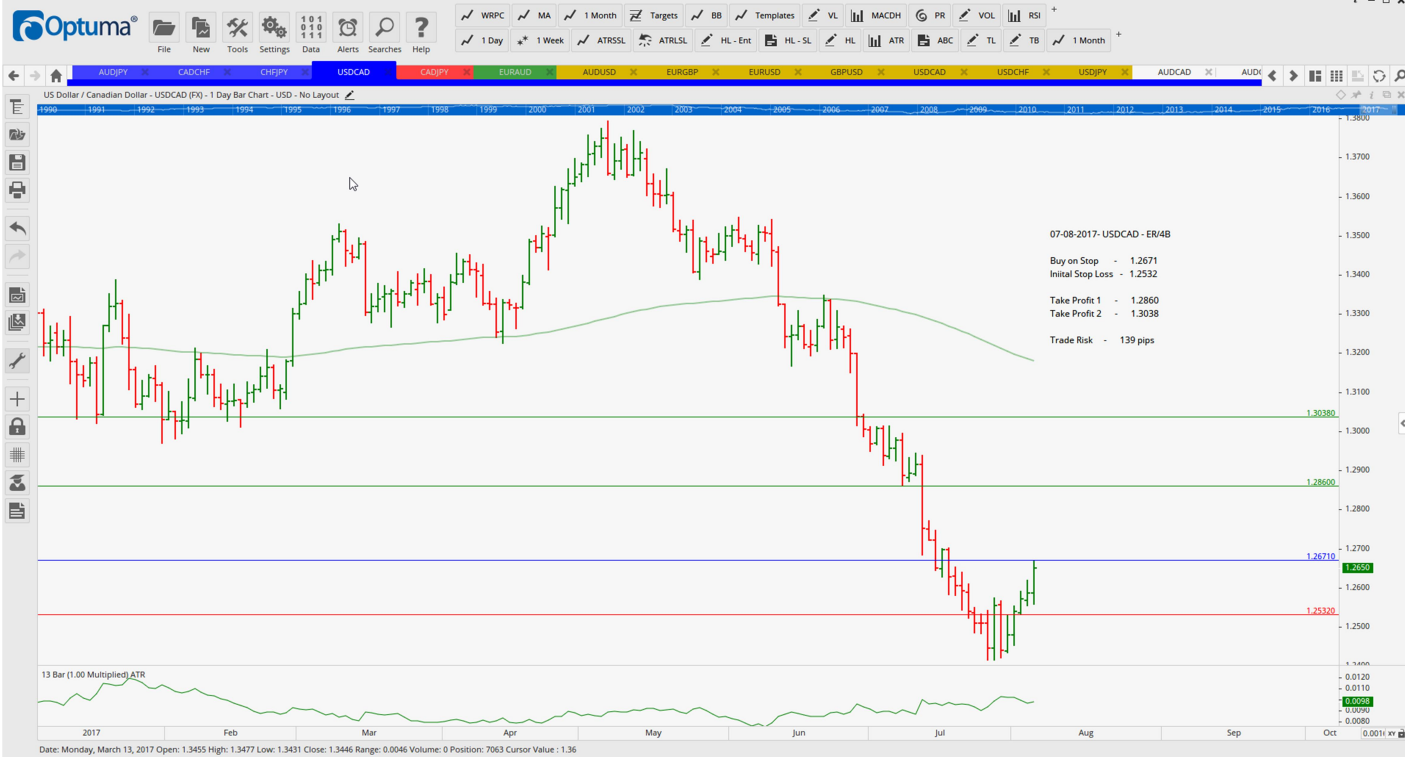 Optuma®
File New Tools Settings Data Alerts Searches Help
WRPC MA 1 Month Targets BB Templates VL MACDH PR VOL RSI +
1 Day 1 Week ATRSSL ATRLSL HL - Ent HL - SL HL ATR ABC TL TB 1 Month +
AUDJPY CADCHF CHFJPY USDCAD CADJPY EURAUD AUDUSD EURGBP EURUSD GBPUSD USDCAD USDCHF USDJPY AUDCAD
US Dollar / Canadian Dollar - USDCAD (FX) - 1 Day Bar Chart - USD - No Layout
1990 1991 1992 1993 1994 1995 1996 1997 1998 1999 2000 2001 2002 2003 2004 2005 2006 2007 2008 2009 2010 2011 2012 2013 2014 2015 2016 2017
1.3800
1.3700
1.3600
07-08-2017- USDCAD - ER/4B
1.3500
Buy on Stop - 1.2671
Iniital Stop Loss - 1.2532
1.3400
Take Profit 1 - 1.2860
Take Profit 2 - 1.3038
1.3300
Trade Risk - 139 pips
1.3200
1.3100
1.30380
1.3000
1.2900
1.28600
1.2800
1.2700
1.26710
1.2650
1.2600
1.25320
1.2500
1.2400
13 Bar (1.00 Multiplied) ATR
0.0120
0.0110
0.0098
0.0090
0.0080
2017 Feb Mar Apr May Jun Jul Aug Sep Oct
XY
Date: Monday, March 13, 2017 Open: 1.3455 High: 1.3477 Low: 1.3431 Close: 1.3446 Range: 0.0046 Volume: 0 Position: 7063 Cursor Value : 1.36